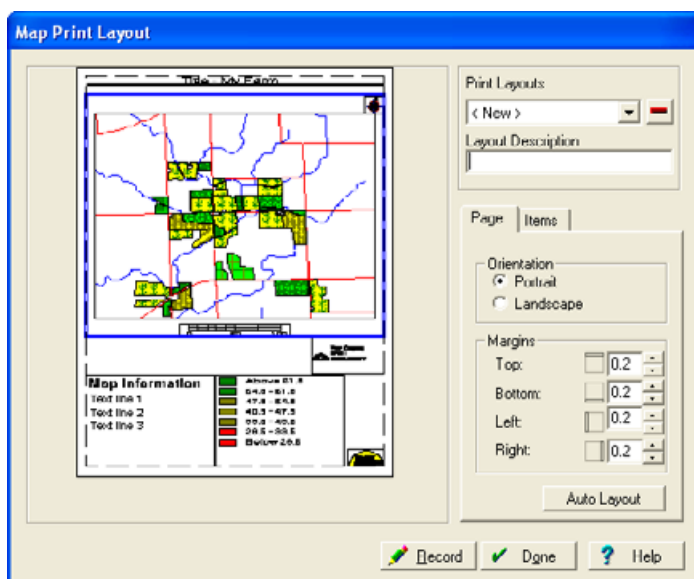 Map Print Layout
Title - My Farm
Map Information
Text line 1
Text line 2
Text line 3
Print Layouts
< New >
Layout Description
Page
Items
Orientation
Portrait
Landscape
Margins
Top: 0.2
Bottom: 0.2
Left: 0.2
Right: 0.2
Auto Layout
Record
Done
Help